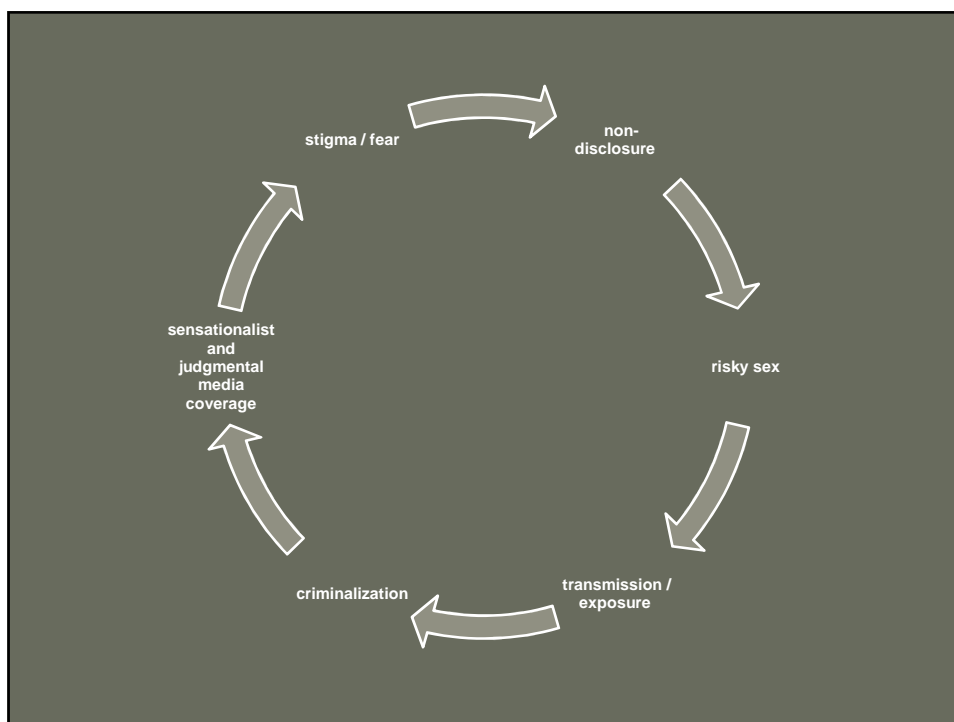 stigma / fear
non-
disclosure
risky sex
transmission /
exposure
criminalization
sensationalist
and
judgmental
media
coverage